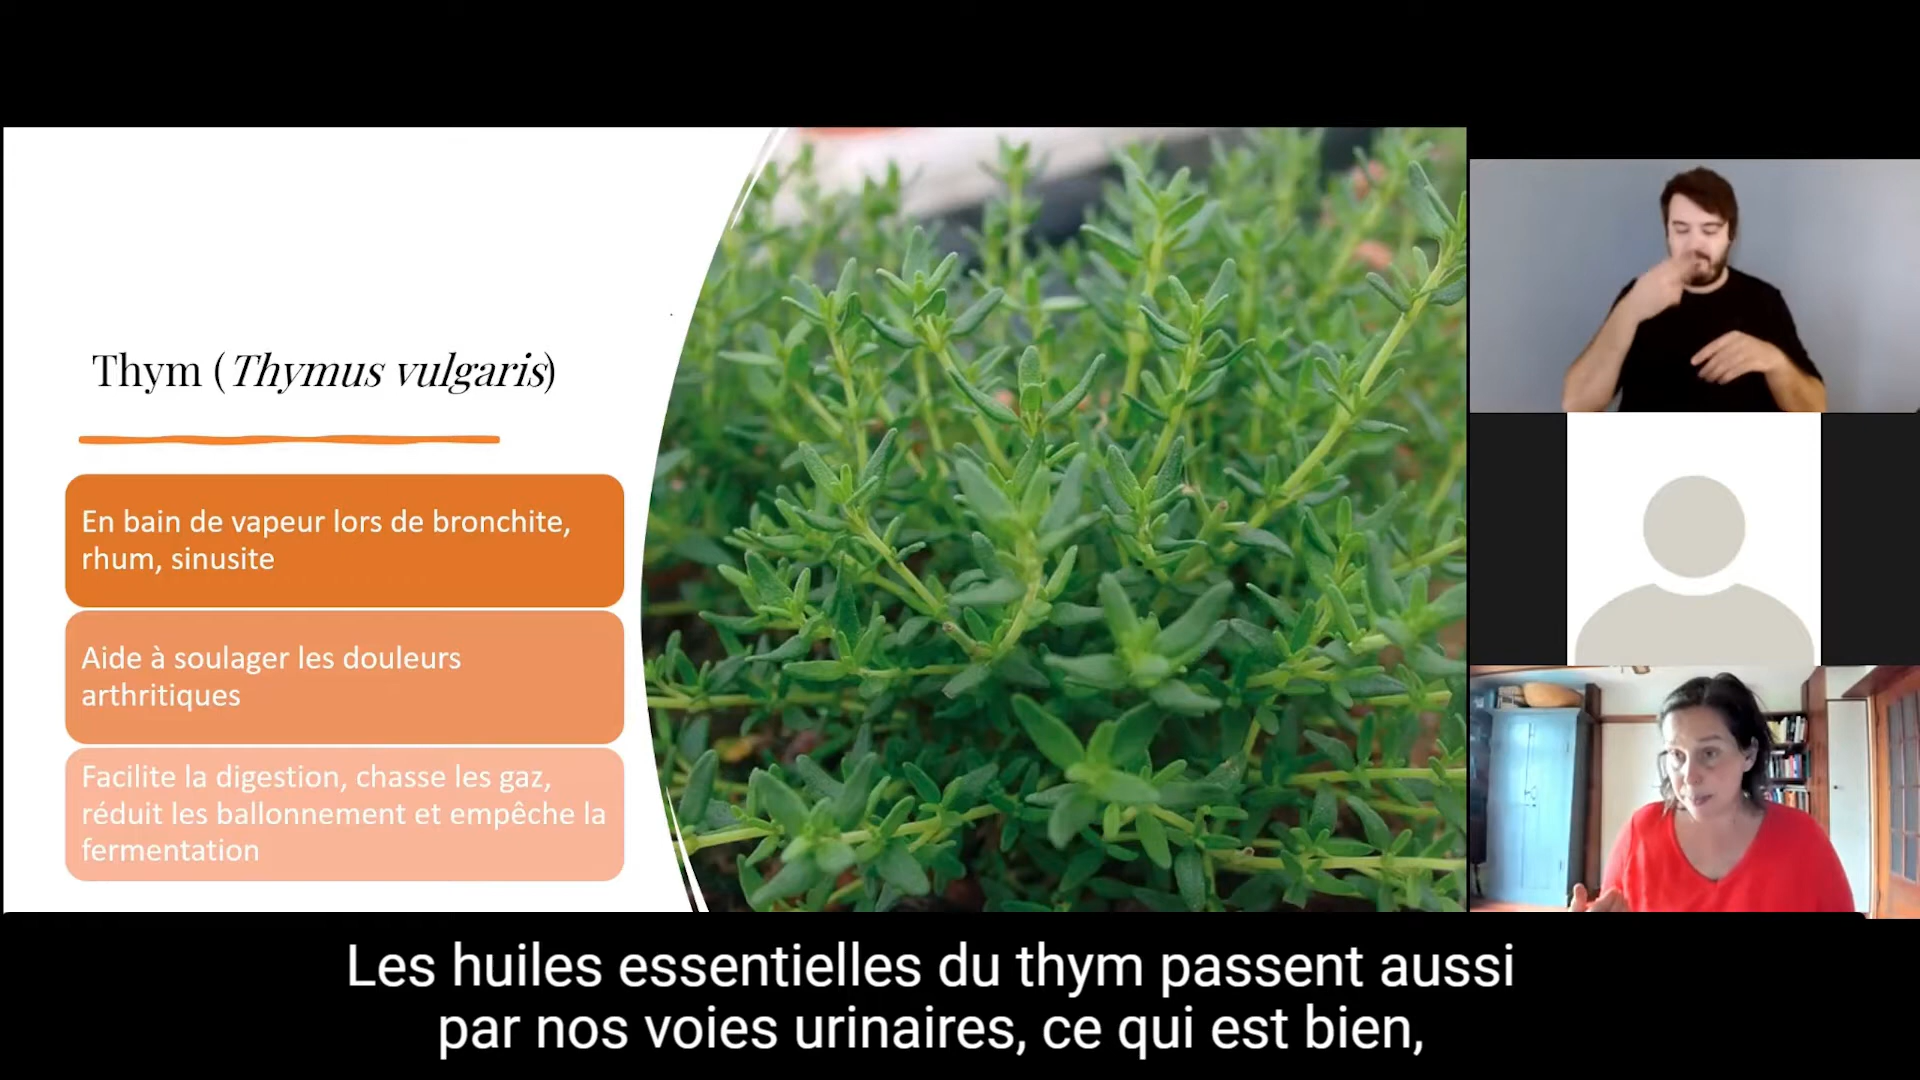 Thym (Thymus vulgaris)
En bain de vapeur lors de bronchite,
rhum, sinusite
Aide à soulager les douleurs
arthritiques
Facilite la digestion, chasse les gaz,
réduit les ballonnement et empêche la
fermentation
Les huiles essentielles du thym passent aussi
par nos voies urinaires, ce qui est bien,